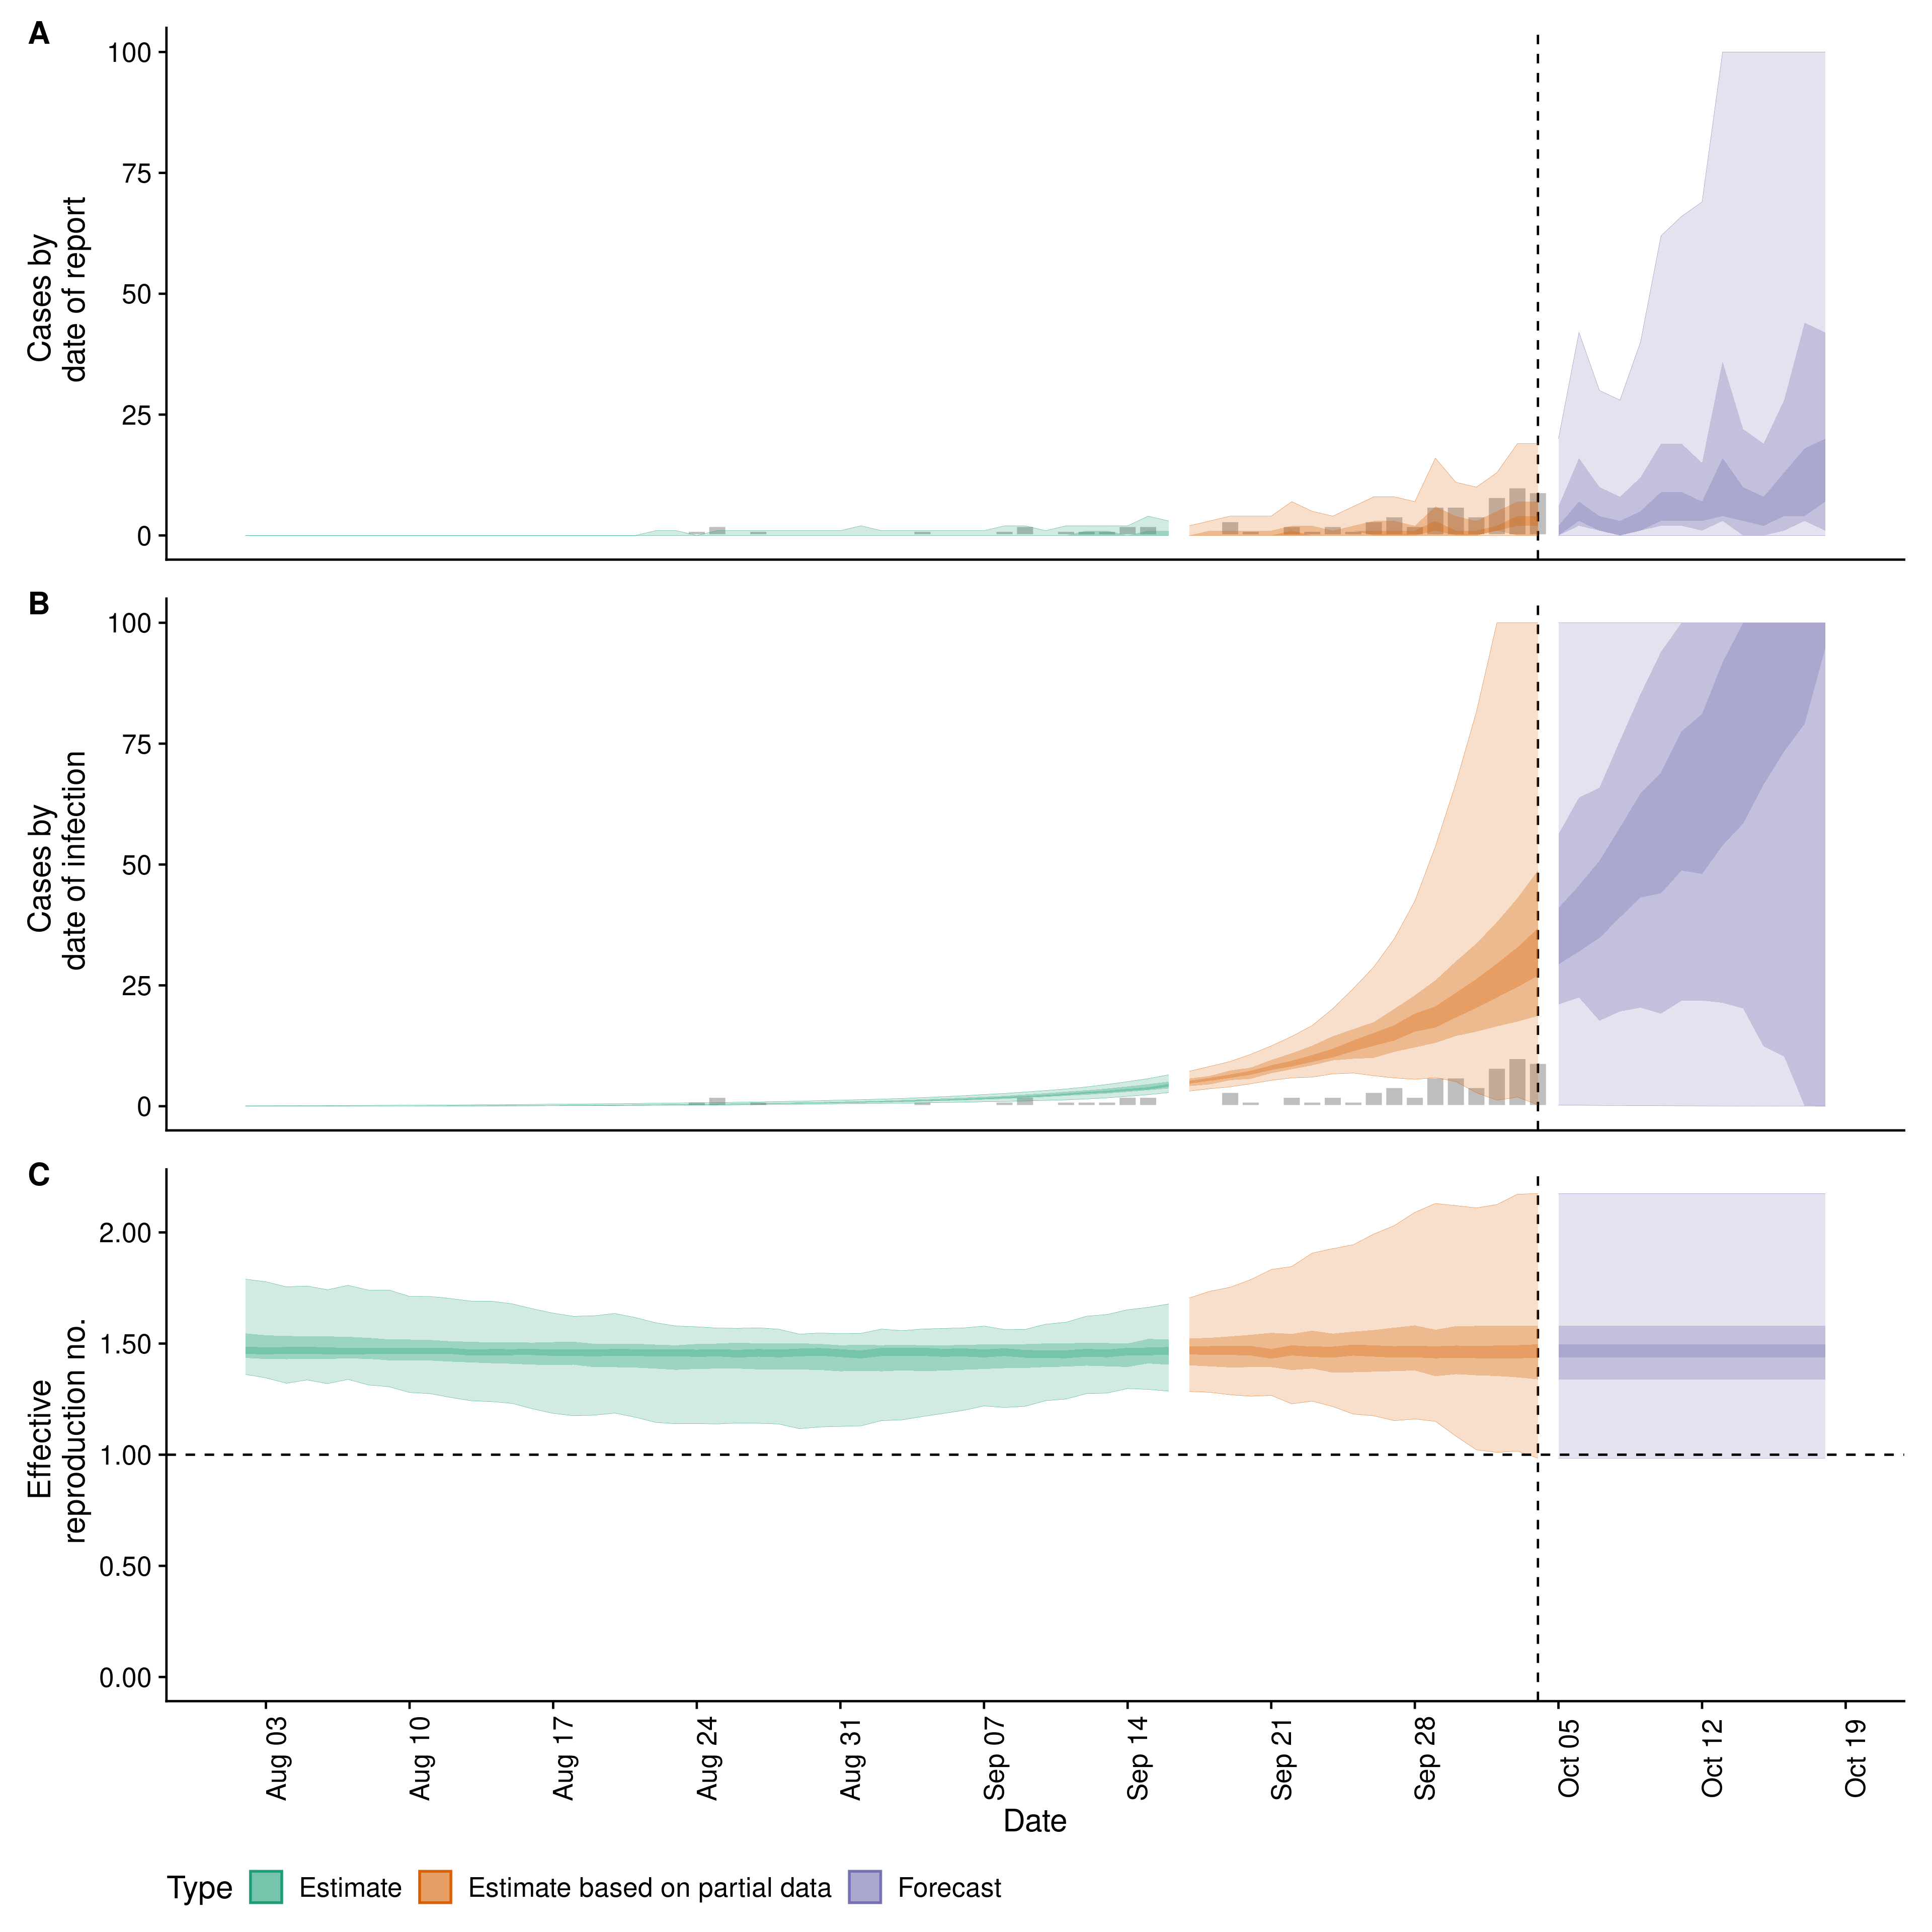 A
Cases by
date of report
100
75
50
25
0
B
Cases by
date of infection
100
75
50
25
0
C
Effective
reproduction no.
2.00
1.50
1.00
0.50
0.00
Aug 03
Aug 10
Aug 17
Aug 24
Aug 31
Sep 07
Sep 14
Sep 21
Sep 28
Oct 05
Oct 12
Oct 19
Date
Type Estimate Estimate based on partial data Forecast